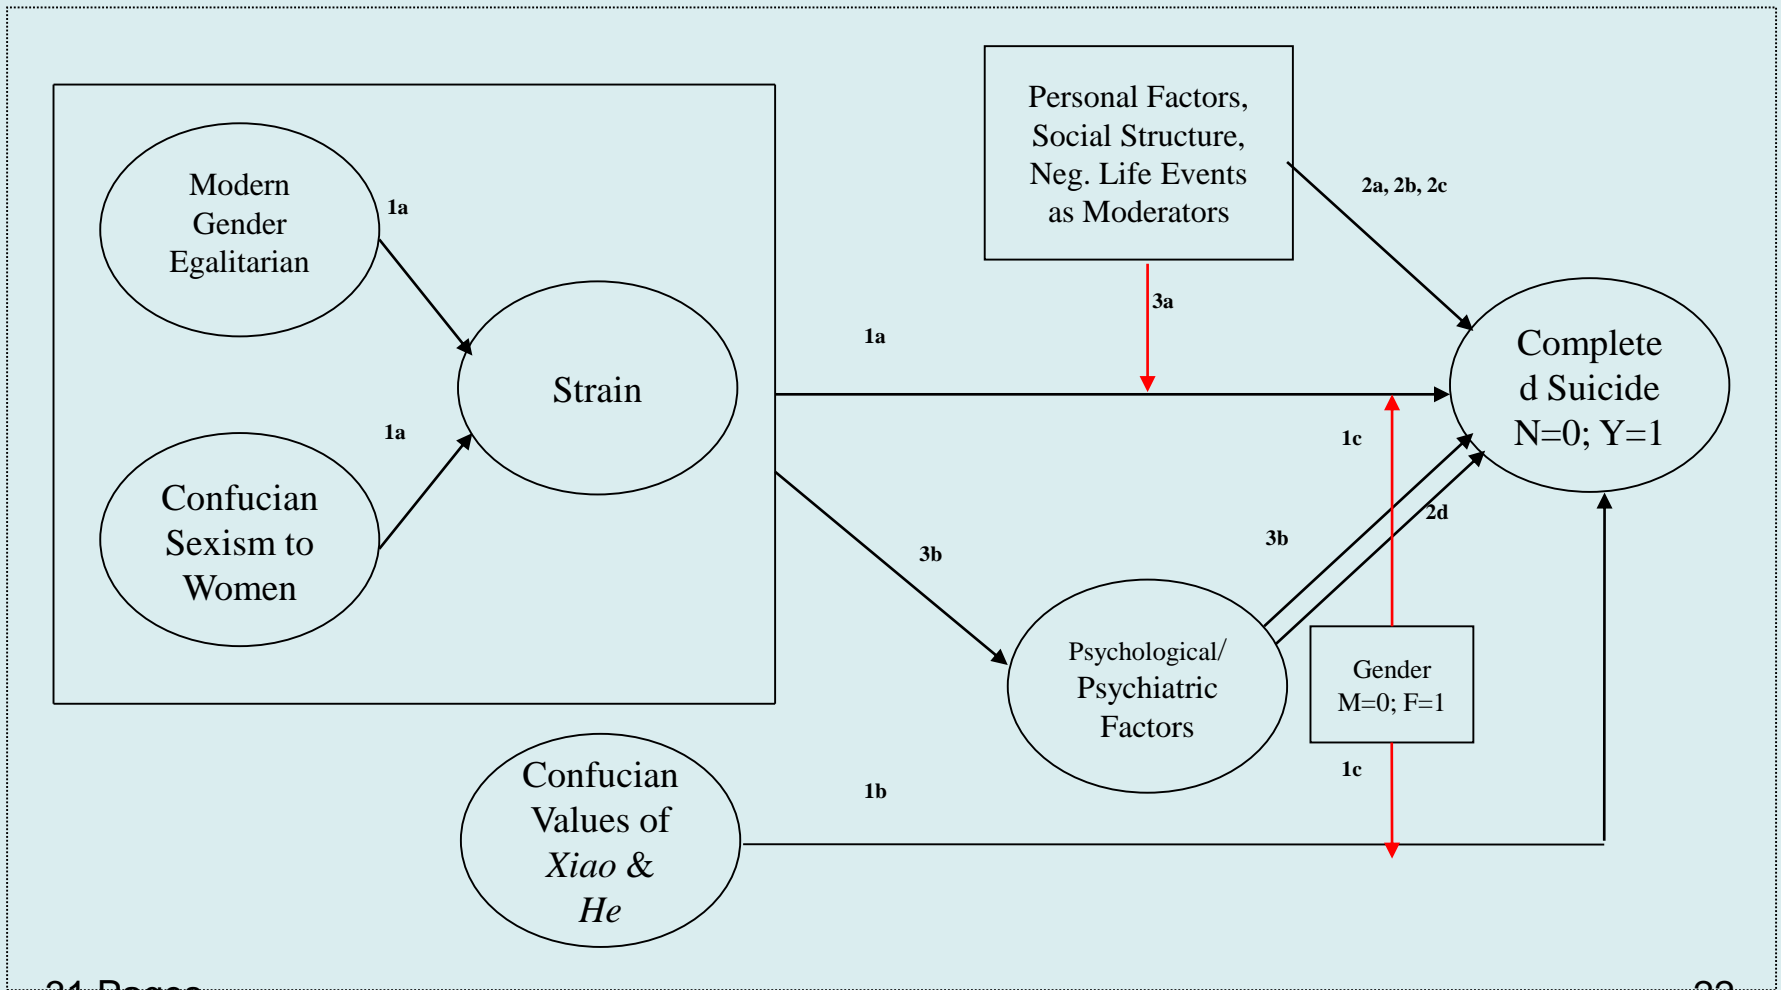 Personal Factors,
Social Structure,
Neg. Life Events
as Moderators
Modern
Gender
Egalitarian
1a
2a, 2b, 2c
3a
1a
Strain
Complete
d Suicide
N=0; Y=1
1a
1c
Confucian
Sexism to
Women
3b
3b
2d
Psychological/
Psychiatric
Factors
Gender
M=0; F=1
1c
Confucian
Values of
Xiao &
He
1b